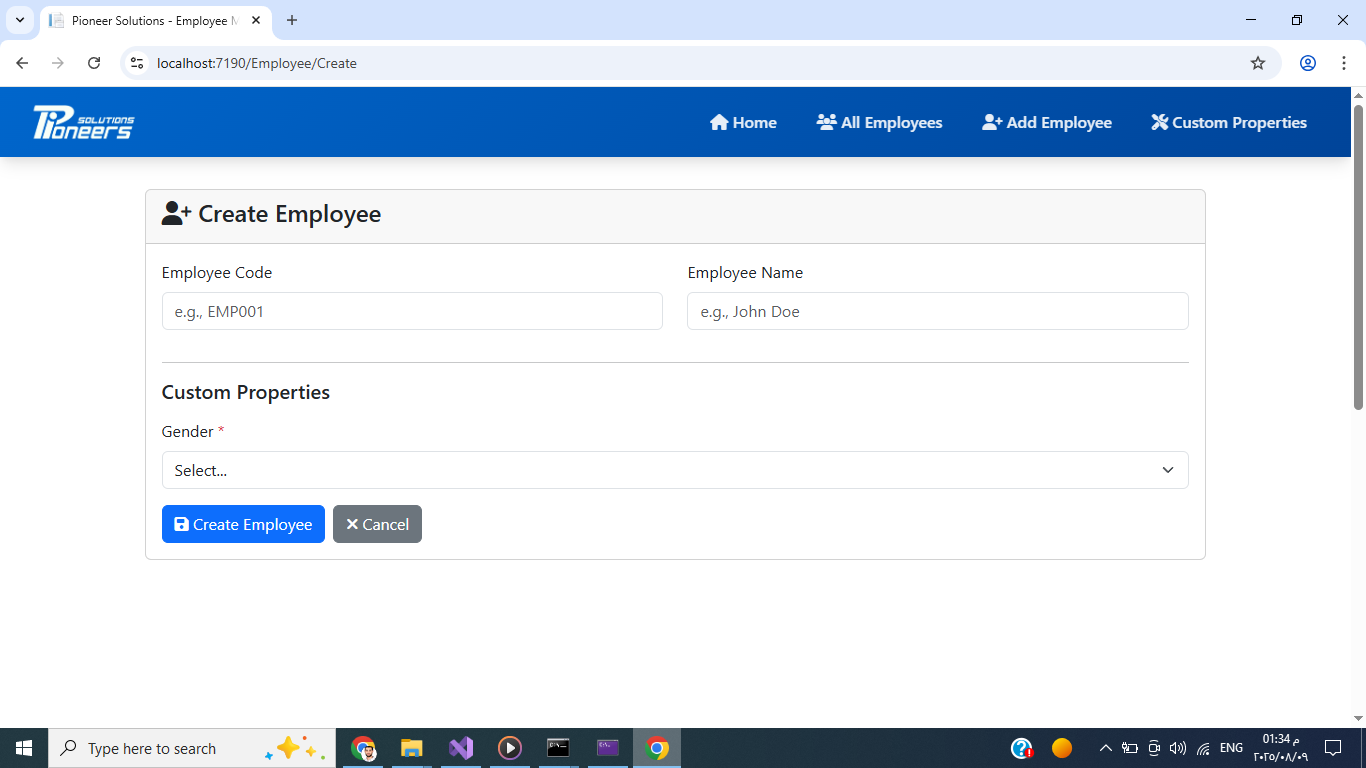 Pioneer Solutions - Employee M
localhost:7190/Employee/Create
Pioneers SOLUTIONS
Home
All Employees
Add Employee
Custom Properties
Create Employee
Employee Code
Employee Name
e.g., EMP001
e.g., John Doe
Custom Properties
Gender *
Select...
Create Employee
Cancel
Type here to search
ENG
01:34 م
٢٠٢٥/٠٨/٠٩